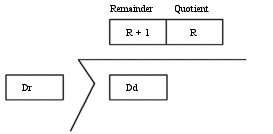 Remainder Quotient
R + 1 R
Dr Dd